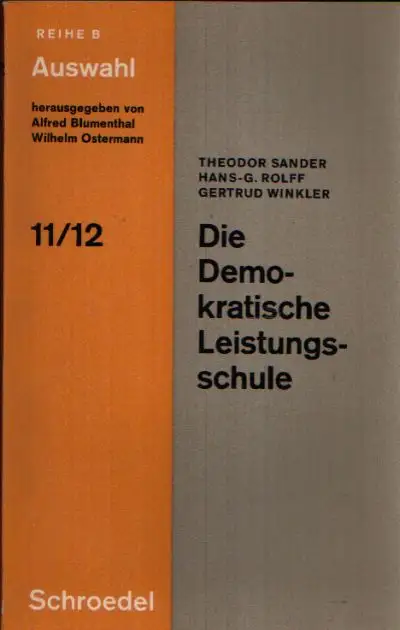 REIHE B
Auswahl
herausgegeben von
Alfred Blumenthal
Wilhelm Ostermann
11/12
THEODOR SANDER
HANS-G. ROLFF
GERTRUD WINKLER
Die
Demo-
kratische
Leistungs-
schule
Schroedel